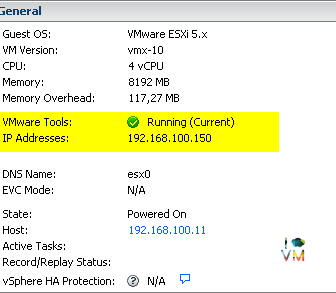 General
Guest OS: VMware ESXi 5.x
VM Version: vmx-10
CPU: 4 vCPU
Memory: 8192 MB
Memory Overhead: 117,27 MB
VMware Tools: Running (Current)
IP Addresses: 192.168.100.150
DNS Name: esx0
EVC Mode: N/A
State: Powered On
Host: 192.168.100.11
Active Tasks:
Record/Replay Status:
vSphere HA Protection: ? N/A
I
VM